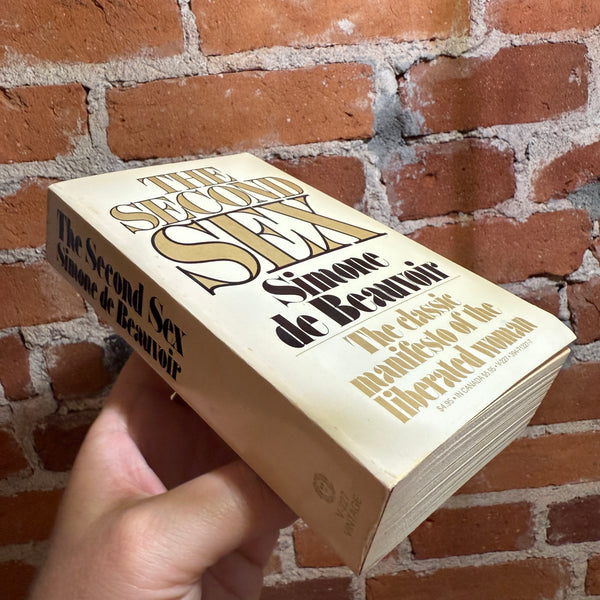 THE
SECOND
SEX
Simone
de Beauvoir
The classic
manifesto of the
liberated woman
The Second Sex
Simone de Beauvoir
V-227
VINTAGE